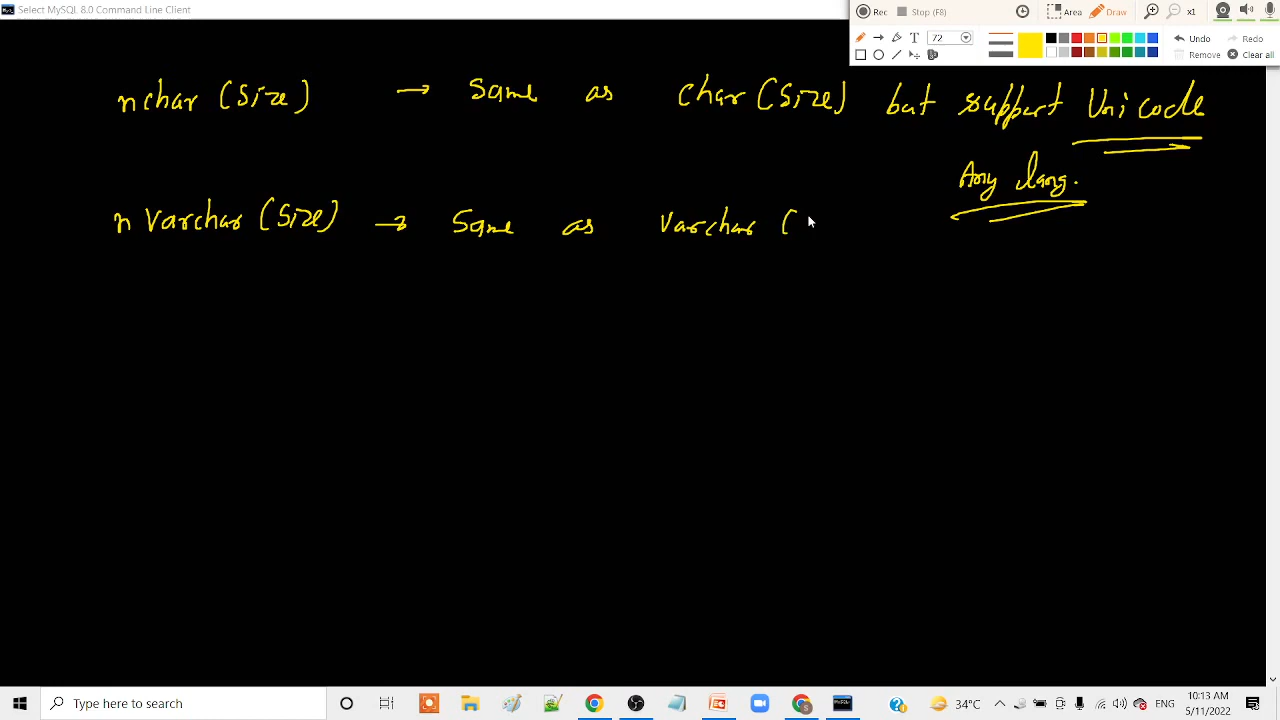 Select MySQL 8.0 Command Line Client
Rec Stop (F8) Area Draw x1
T 72 Undo Redo
Remove Clear all
nchar (Size) → Same as char (Size) but support Unicode
Any lang.
n Varchar (Size) → Same as Varchar (
Type here to search
34°C ENG 10:13 AM
5/11/2022